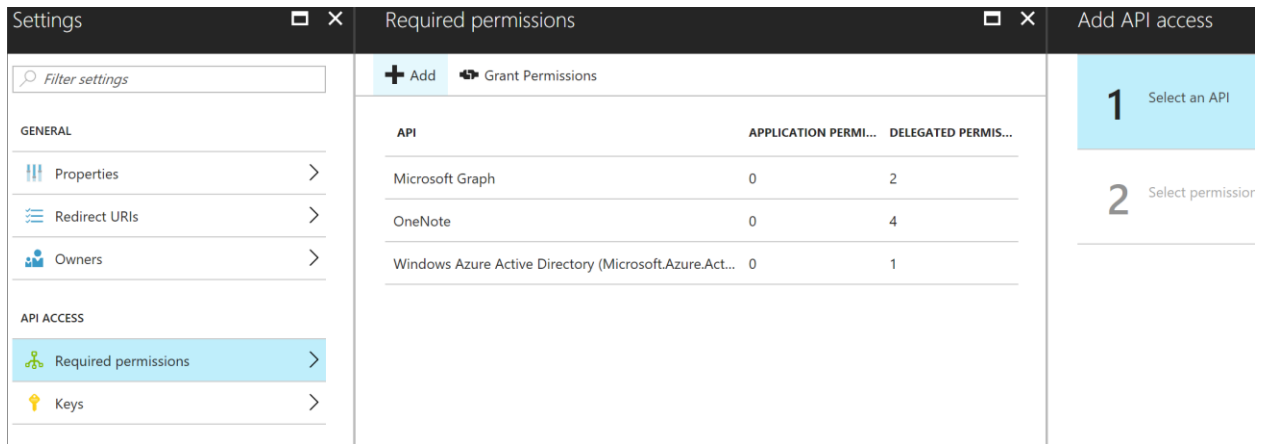 Settings
Required permissions
Add API access
Filter settings
Add
Grant Permissions
1
Select an API
GENERAL
API
APPLICATION PERMI...
DELEGATED PERMIS...
Properties
Microsoft Graph
0
2
2
Select permission
Redirect URIs
OneNote
0
4
Owners
Windows Azure Active Directory (Microsoft.Azure.Act...
0
1
API ACCESS
Required permissions
Keys